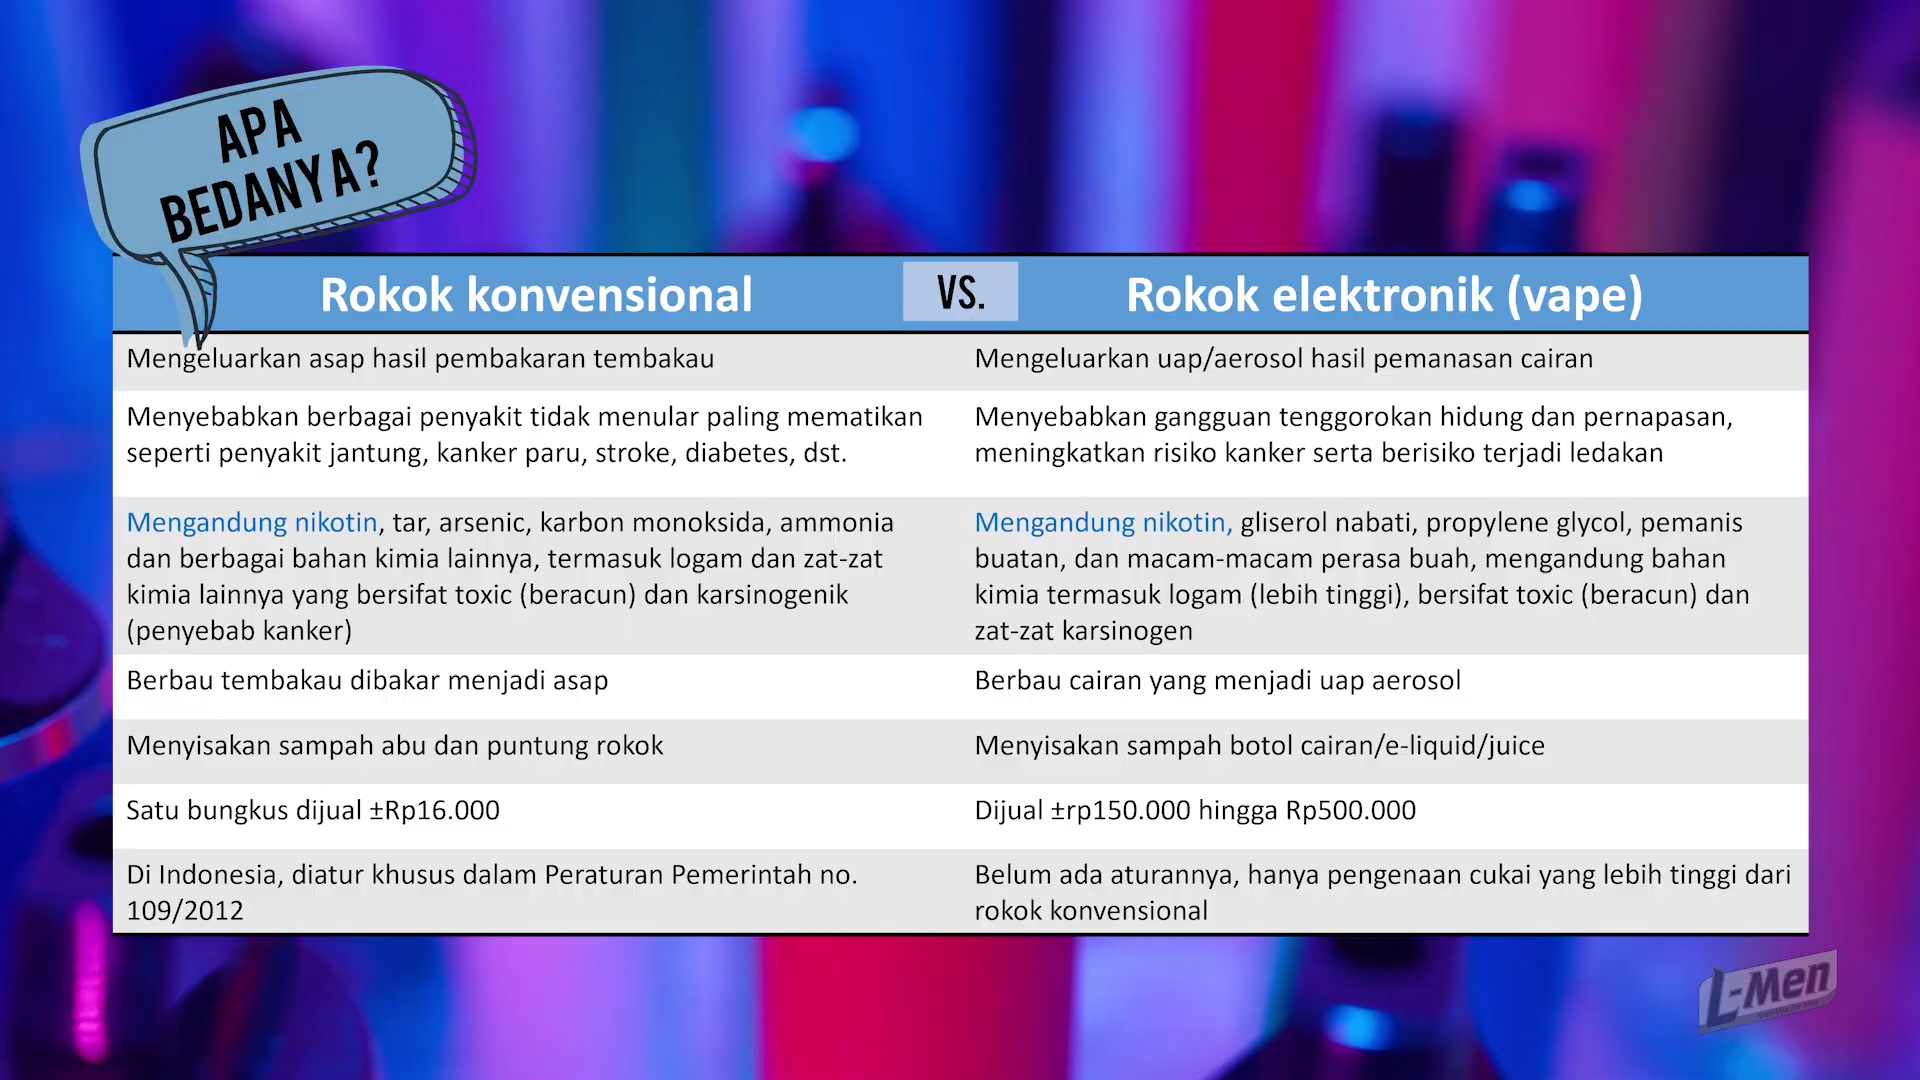 APA
BEDANYA?
Rokok konvensional
VS.
Rokok elektronik (vape)
Mengeluarkan asap hasil pembakaran tembakau
Mengeluarkan uap/aerosol hasil pemanasan cairan
Menyebabkan berbagai penyakit tidak menular paling mematikan
seperti penyakit jantung, kanker paru, stroke, diabetes, dst.
Menyebabkan gangguan tenggorokan hidung dan pernapasan,
meningkatkan risiko kanker serta berisiko terjadi ledakan
Mengandung nikotin, tar, arsenic, karbon monoksida, ammonia
dan berbagai bahan kimia lainnya, termasuk logam dan zat-zat
kimia lainnya yang bersifat toxic (beracun) dan karsinogenik
(penyebab kanker)
Mengandung nikotin, gliserol nabati, propylene glycol, pemanis
buatan, dan macam-macam perasa buah, mengandung bahan
kimia termasuk logam (lebih tinggi), bersifat toxic (beracun) dan
zat-zat karsinogen
Berbau tembakau dibakar menjadi asap
Berbau cairan yang menjadi uap aerosol
Menyisakan sampah abu dan puntung rokok
Menyisakan sampah botol cairan/e-liquid/juice
Satu bungkus dijual ±Rp16.000
Dijual ±rp150.000 hingga Rp500.000
Di Indonesia, diatur khusus dalam Peraturan Pemerintah no.
109/2012
Belum ada aturannya, hanya pengenaan cukai yang lebih tinggi dari
rokok konvensional
L-Men